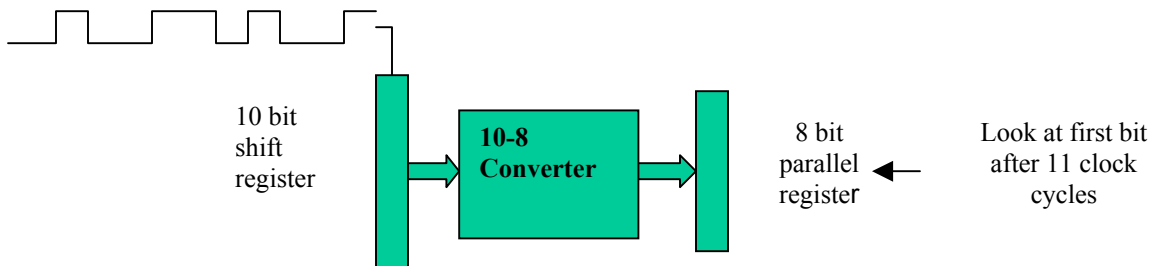 10 bit
shift
register
10-8
Converter
8 bit
parallel
register
Look at first bit
after 11 clock
cycles